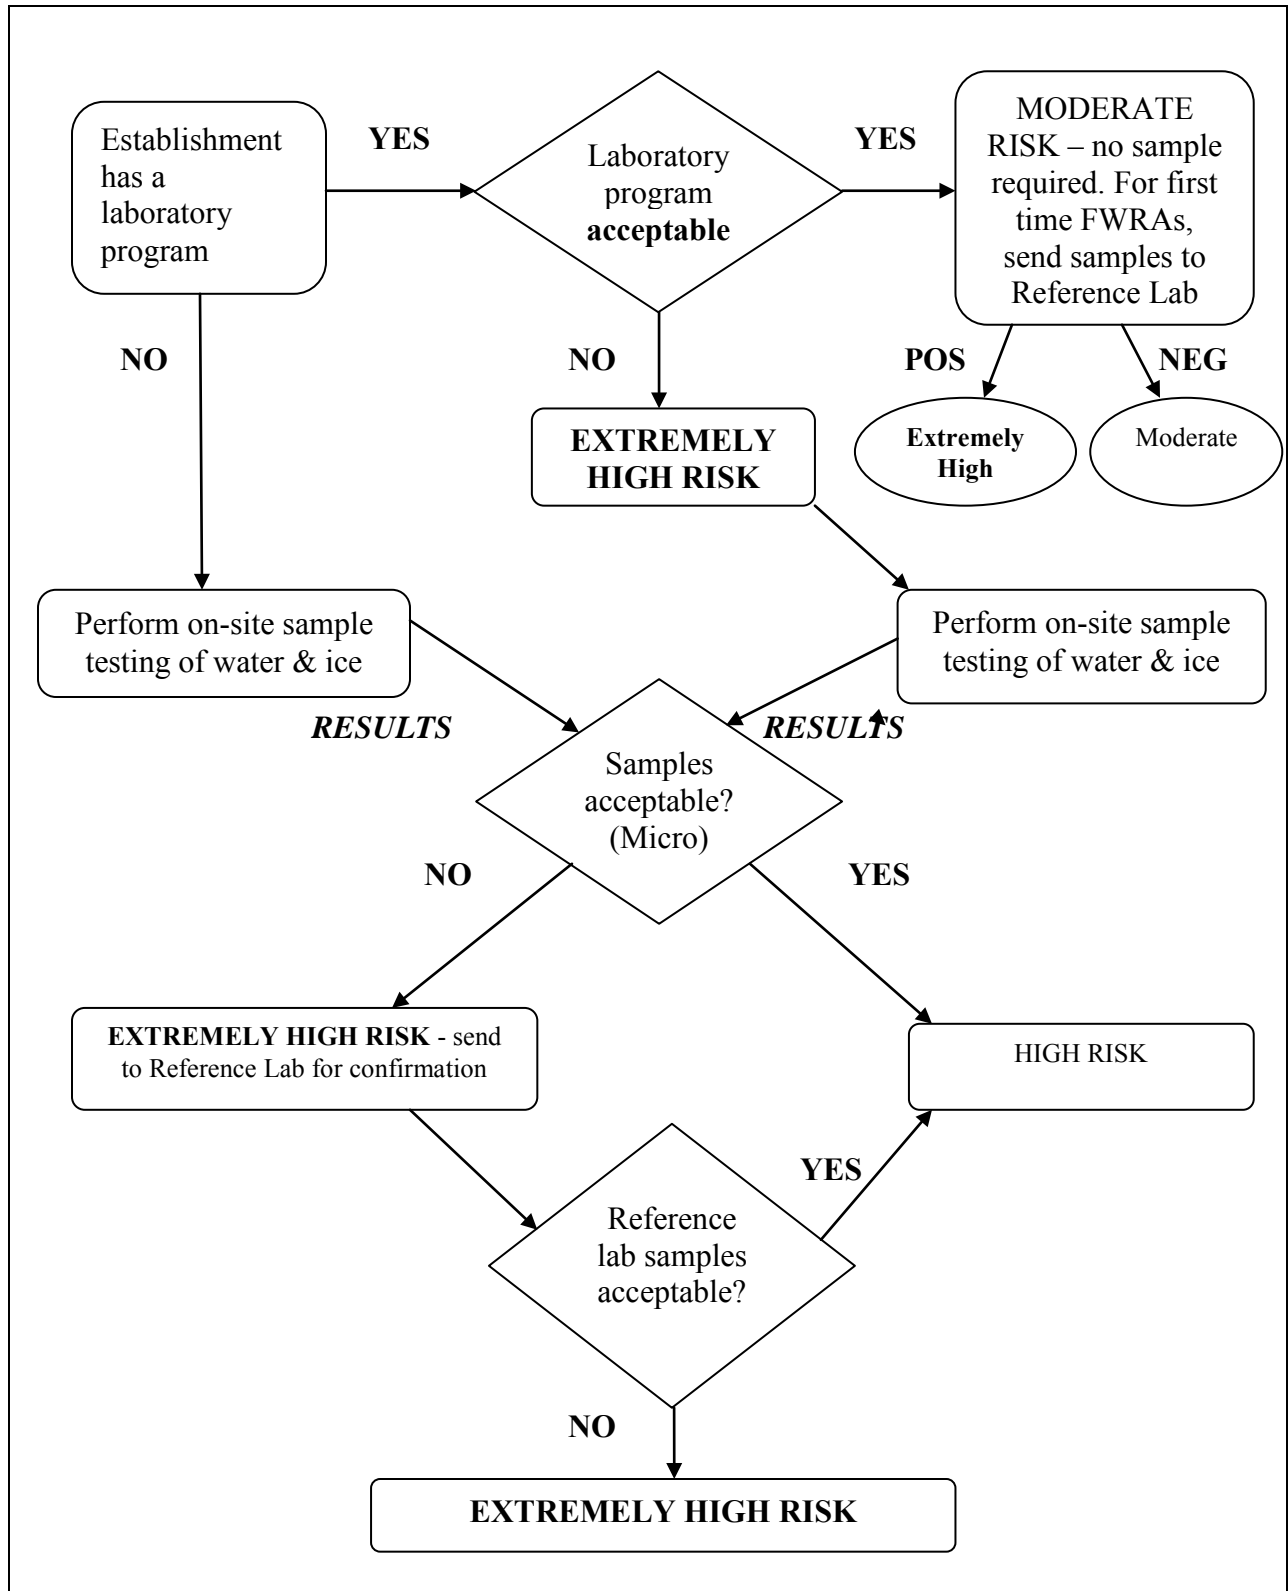 Establishment
has a
laboratory
program
YES
Laboratory
program
acceptable
YES
MODERATE
RISK – no sample
required. For first
time FWRAs,
send samples to
Reference Lab
NO
NO
POS
NEG
EXTREMELY
HIGH RISK
Extremely
High
Moderate
Perform on-site sample
testing of water & ice
Perform on-site sample
testing of water & ice
RESULTS
RESULTS
Samples
acceptable?
(Micro)
NO
YES
EXTREMELY HIGH RISK - send
to Reference Lab for confirmation
HIGH RISK
YES
Reference
lab samples
acceptable?
NO
EXTREMELY HIGH RISK